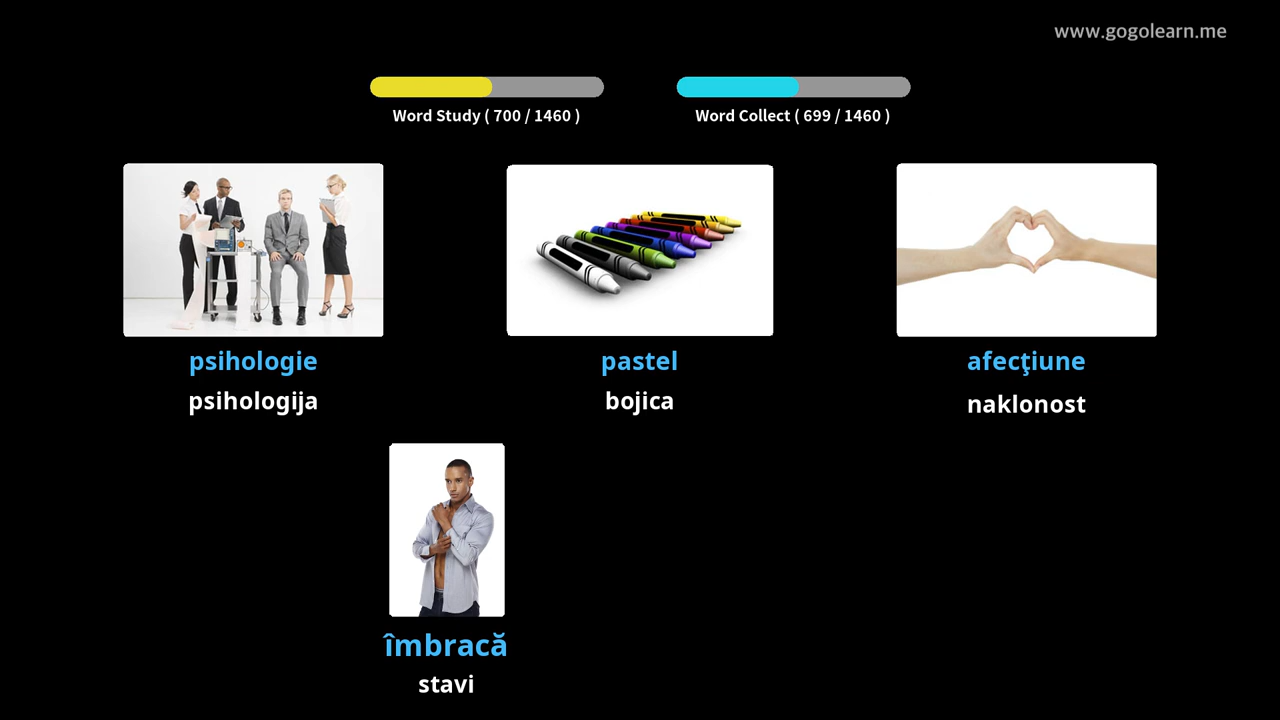 www.gogolearn.me
Word Study ( 700 / 1460 )
Word Collect ( 699 / 1460 )
psihologie
psihologija
pastel
bojica
afecţiune
naklonost
îmbracă
stavi